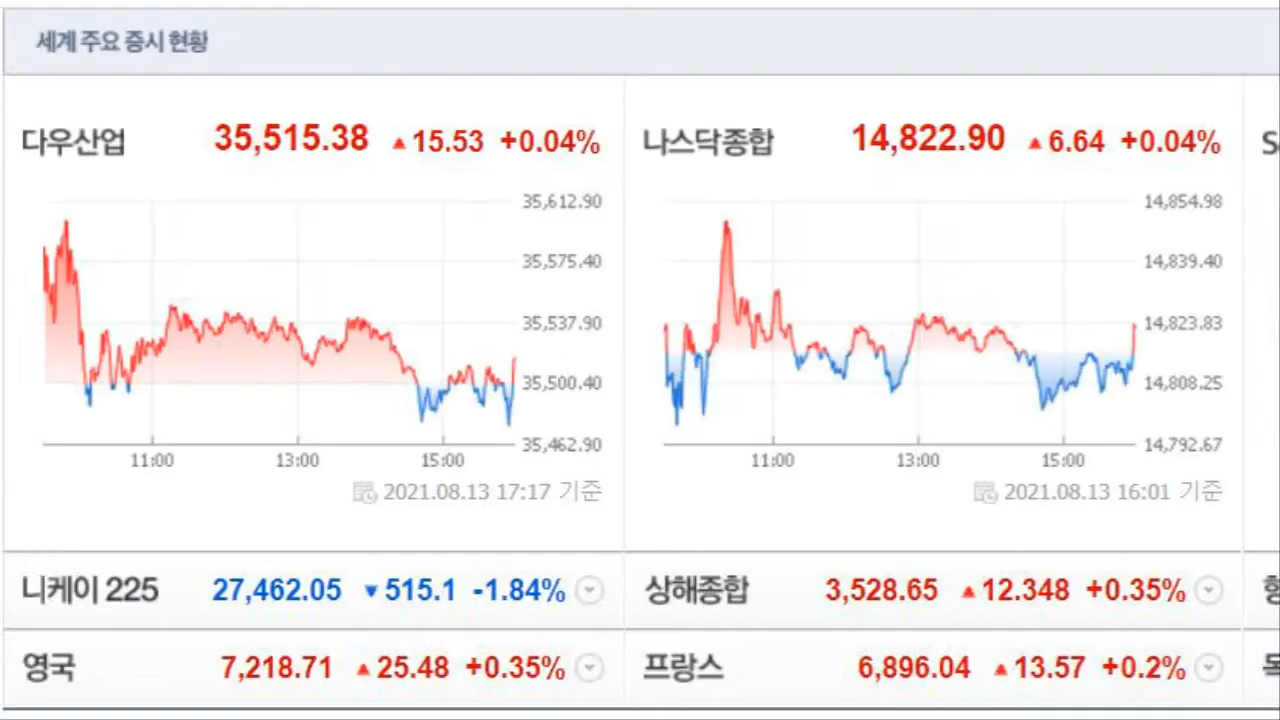 세계 주요 증시 현황
다우산업 35,515.38 ▲15.53 +0.04%
35,612.90
35,575.40
35,537.90
35,500.40
35,462.90
11:00 13:00 15:00
2021.08.13 17:17 기준
나스닥종합 14,822.90 ▲6.64 +0.04%
14,854.98
14,839.40
14,823.83
14,808.25
14,792.67
11:00 13:00 15:00
2021.08.13 16:01 기준
니케이 225 27,462.05 ▼515.1 -1.84%
상해종합 3,528.65 ▲12.348 +0.35%
영국 7,218.71 ▲25.48 +0.35%
프랑스 6,896.04 ▲13.57 +0.2%